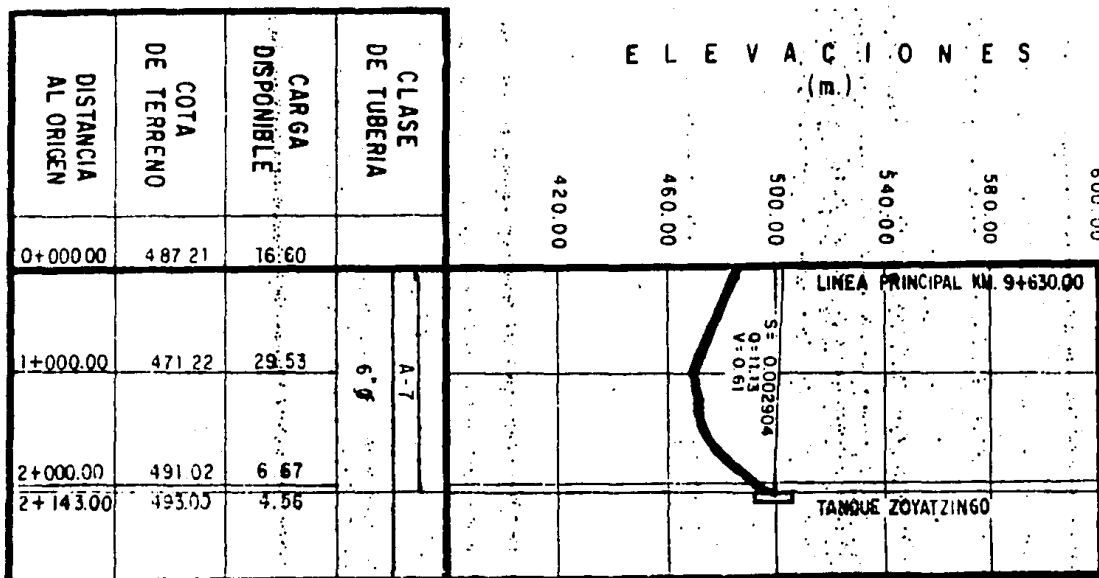 DISTANCIA
AL ORIGEN
COTA
DE TERRENO
CARGA
DISPONIBLE
CLASE
DE TUBERIA
ELEVACIONES
(m.)
420.00
460.00
500.00
540.00
580.00
600.00
0+000.00 487.21 16.60
LINEA PRINCIPAL KM. 9+630.00
1+000.00 471.22 29.53
6"Ø
A-7
S= 0.002904
Q=11.13
V=0.61
2+000.00 491.02 6.67
2+143.00 493.00 4.56
TANQUE ZOYATZINGO